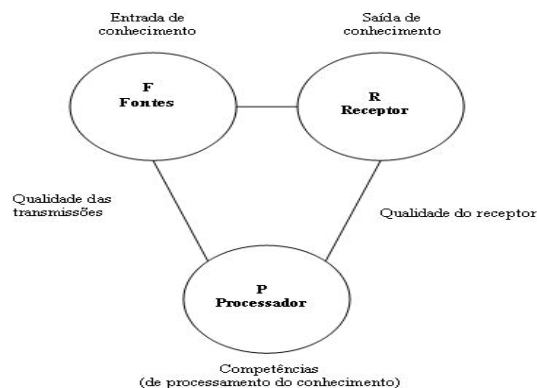 Entrada de
conhecimento
Saída de
conhecimento
F
Fontes
R
Receptor
Qualidade das
transmissões
Qualidade do receptor
P
Processador
Competências
(de processamento do conhecimento)